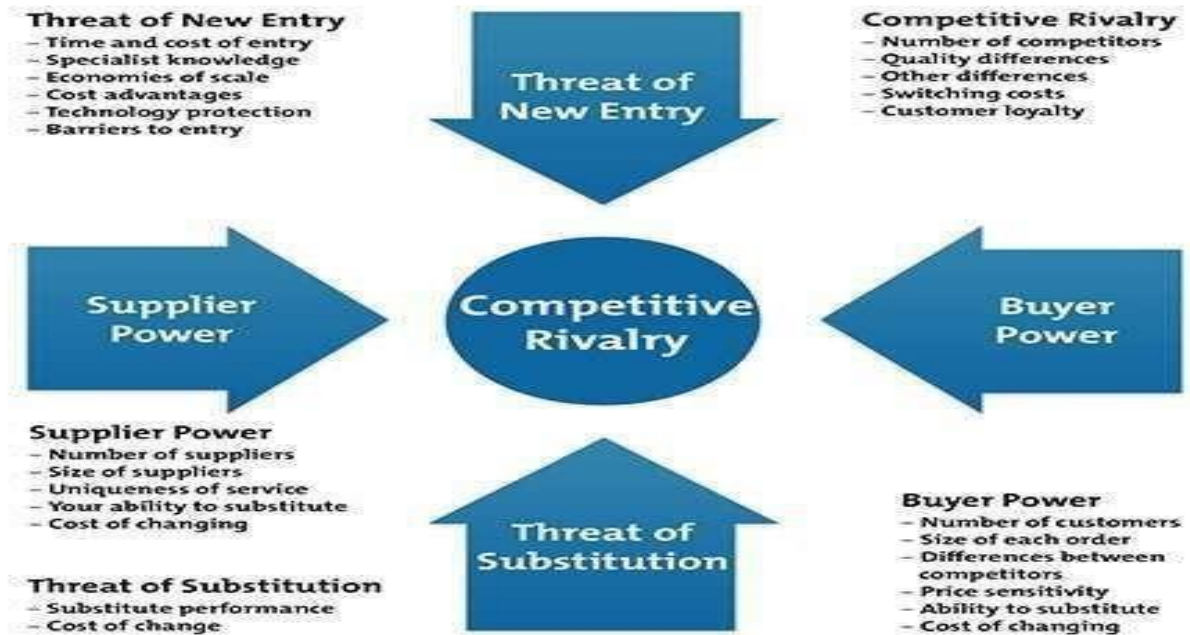 Threat of New Entry
– Time and cost of entry
– Specialist knowledge
– Economies of scale
– Cost advantages
– Technology protection
– Barriers to entry
Threat of
New Entry
Competitive Rivalry
– Number of competitors
– Quality differences
– Other differences
– Switching costs
– Customer loyalty
Supplier
Power
Competitive
Rivalry
Buyer
Power
Supplier Power
– Number of suppliers
– Size of suppliers
– Uniqueness of service
– Your ability to substitute
– Cost of changing
Threat of Substitution
– Substitute performance
– Cost of change
Threat of
Substitution
Buyer Power
– Number of customers
– Size of each order
– Differences between
competitors
– Price sensitivity
– Ability to substitute
– Cost of changing